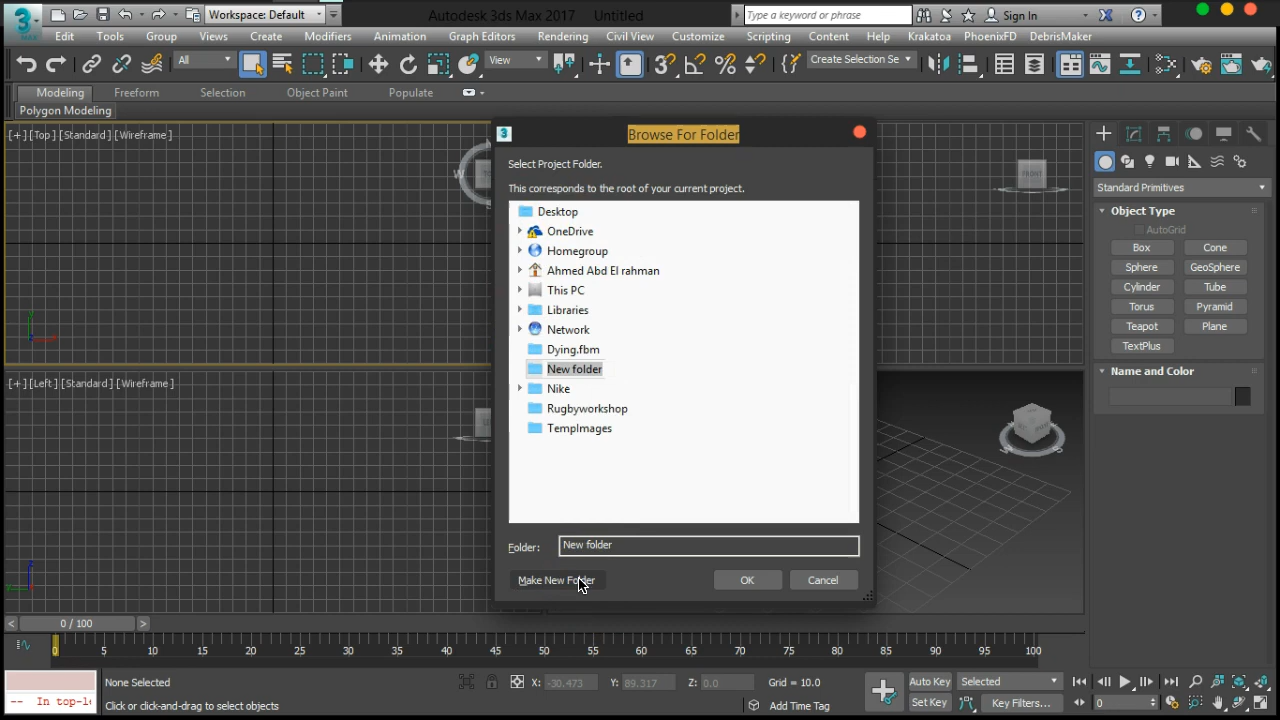 Workspace: Default
Autodesk 3ds Max 2017 Untitled
Type a keyword or phrase
Sign In
MAX
Edit Tools Group Views Create Modifiers Animation Graph Editors Rendering Civil View Customize Scripting Content Help Krakatoa PhoenixFD DebrisMaker
All
View
Create Selection Se
Modeling Freeform Selection Object Paint Populate
Polygon Modeling
[+] [Top] [Standard] [Wireframe]
W
FRONT
Browse For Folder
Select Project Folder.
This corresponds to the root of your current project.
Desktop
OneDrive
Homegroup
Ahmed Abd El rahman
This PC
Libraries
Network
Dying.fbm
New folder
Nike
Rugbyworkshop
TempImages
Folder: New folder
Make New Folder
OK
Cancel
Standard Primitives
Object Type
AutoGrid
Box Cone
Sphere GeoSphere
Cylinder Tube
Torus Pyramid
Teapot Plane
TextPlus
Name and Color
[+] [Left] [Standard] [Wireframe]
< 0 / 100 >
0 5 10 15 20 25 30 35 40 45 50 55 60 65 70 75 80 85 90 95 100
None Selected
X: -30.473 Y: 89.317 Z: 0.0 Grid = 10.0
Auto Key Selected
-- In top-le
Click or click-and-drag to select objects
Add Time Tag
Set Key Key Filters...
0